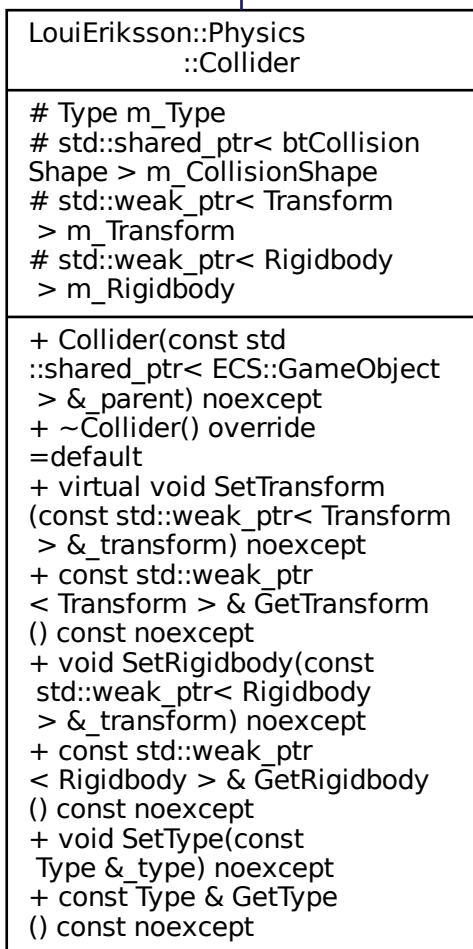 LouiEriksson::Physics
::Collider
# Type m_Type
# std::shared_ptr< btCollision
Shape > m_CollisionShape
# std::weak_ptr< Transform
> m_Transform
# std::weak_ptr< Rigidbody
> m_Rigidbody
+ Collider(const std
::shared_ptr< ECS::GameObject
> &_parent) noexcept
+ ~Collider() override
=default
+ virtual void SetTransform
(const std::weak_ptr< Transform
> &_transform) noexcept
+ const std::weak_ptr
< Transform > & GetTransform
() const noexcept
+ void SetRigidbody(const
std::weak_ptr< Rigidbody
> &_transform) noexcept
+ const std::weak_ptr
< Rigidbody > & GetRigidbody
() const noexcept
+ void SetType(const
Type &_type) noexcept
+ const Type & GetType
() const noexcept